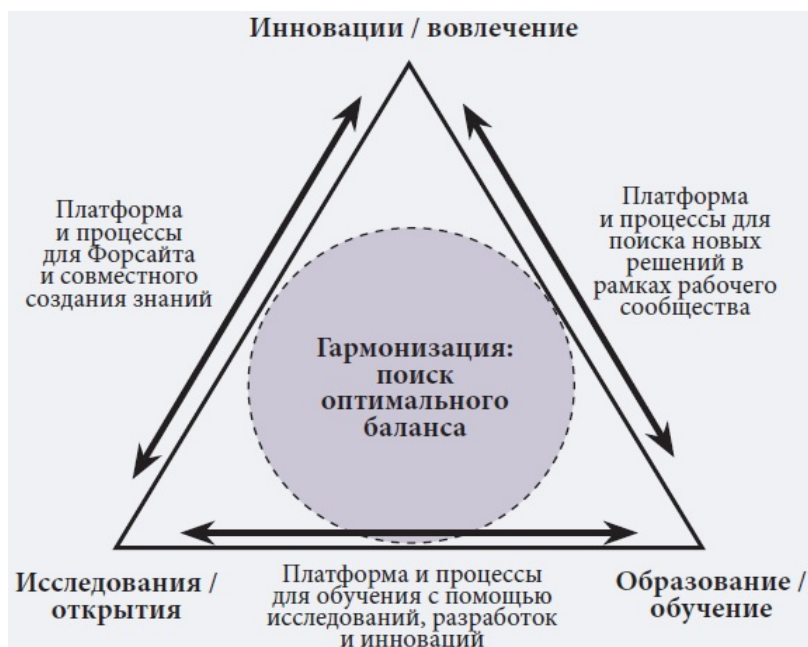 Инновации / вовлечение
Платформа
и процессы
для Форсайта
и совместного
создания знаний
Платформа
и процессы для
поиска новых
решений в
рамках рабочего
сообщества
Гармонизация:
поиск
оптимального
баланса
Исследования /
открытия
Платформа и процессы
для обучения с помощью
исследований, разработок
и инноваций
Образование /
обучение